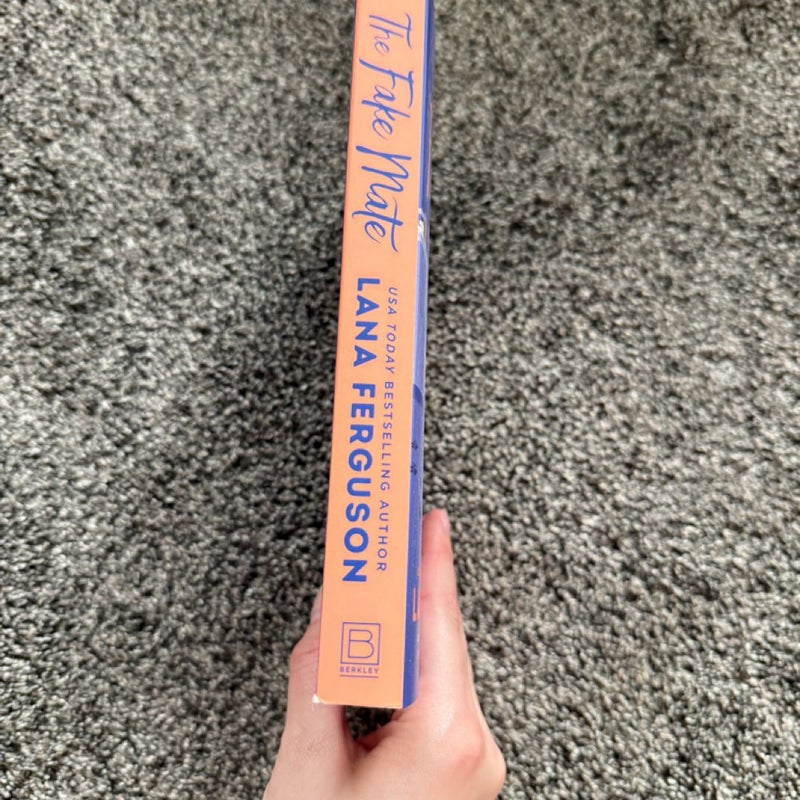 The Fake Mate
USA TODAY BESTSELLING AUTHOR
LANA FERGUSON
B
BERKLEY